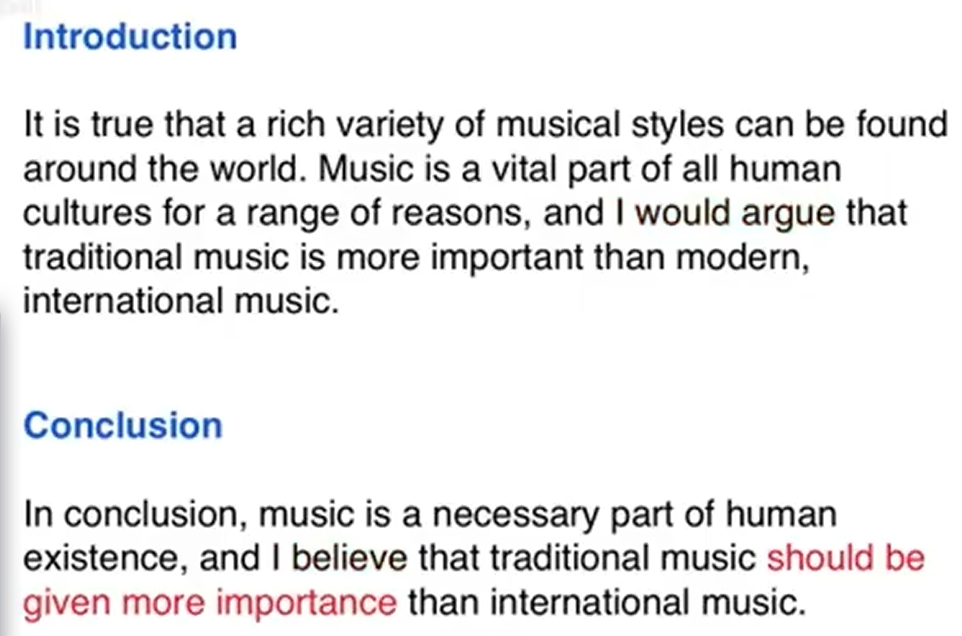 Introduction
It is true that a rich variety of musical styles can be found
around the world. Music is a vital part of all human
cultures for a range of reasons, and I would argue that
traditional music is more important than modern,
international music.
Conclusion
In conclusion, music is a necessary part of human
existence, and I believe that traditional music should be
given more importance than international music.